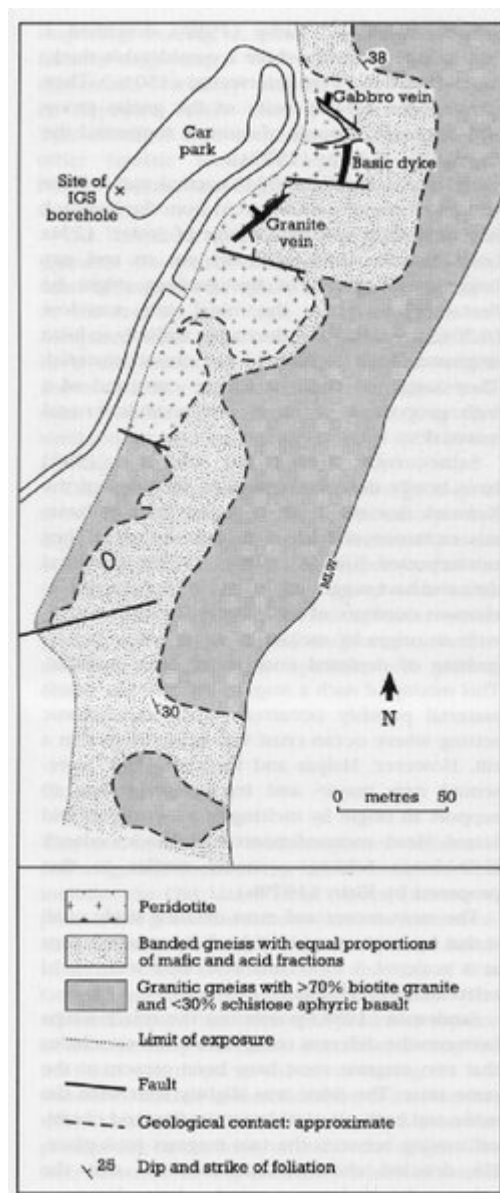 38
Gabbro vein
Car
park
Basic dyke
Site of
IGS
borehole
Granite
vein
MLW
30
N
0 metres 50
Peridotite
Banded gneiss with equal proportions
of mafic and acid fractions
Granitic gneiss with >70% biotite granite
and <30% schistose aphyric basalt
Limit of exposure
Fault
Geological contact: approximate
25 Dip and strike of foliation